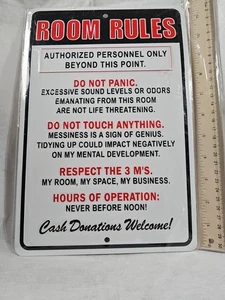 ROOM RULES
AUTHORIZED PERSONNEL ONLY
BEYOND THIS POINT.
DO NOT PANIC.
EXCESSIVE SOUND LEVELS OR ODORS
EMANATING FROM THIS ROOM
ARE NOT LIFE THREATENING.
DO NOT TOUCH ANYTHING.
MESSINESS IS A SIGN OF GENIUS.
TIDYING UP COULD IMPACT NEGATIVELY
ON MY MENTAL DEVELOPMENT.
RESPECT THE 3 M'S.
MY ROOM, MY SPACE, MY BUSINESS.
HOURS OF OPERATION:
NEVER BEFORE NOON!
Cash Donations Welcome!